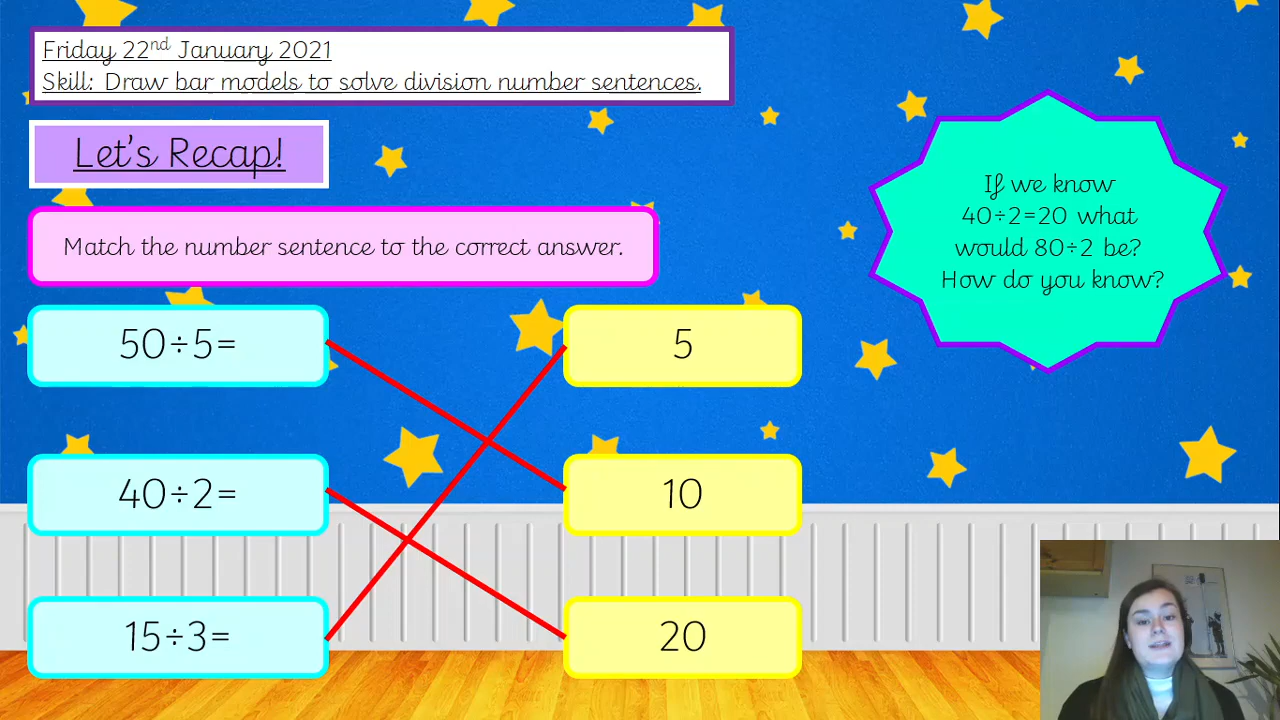 Friday 22nd January 2021
Skill: Draw bar models to solve division number sentences.
Let's Recap!
Match the number sentence to the correct answer.
If we know
40÷2=20 what
would 80÷2 be?
How do you know?
50÷5=
5
40÷2=
10
15÷3=
20